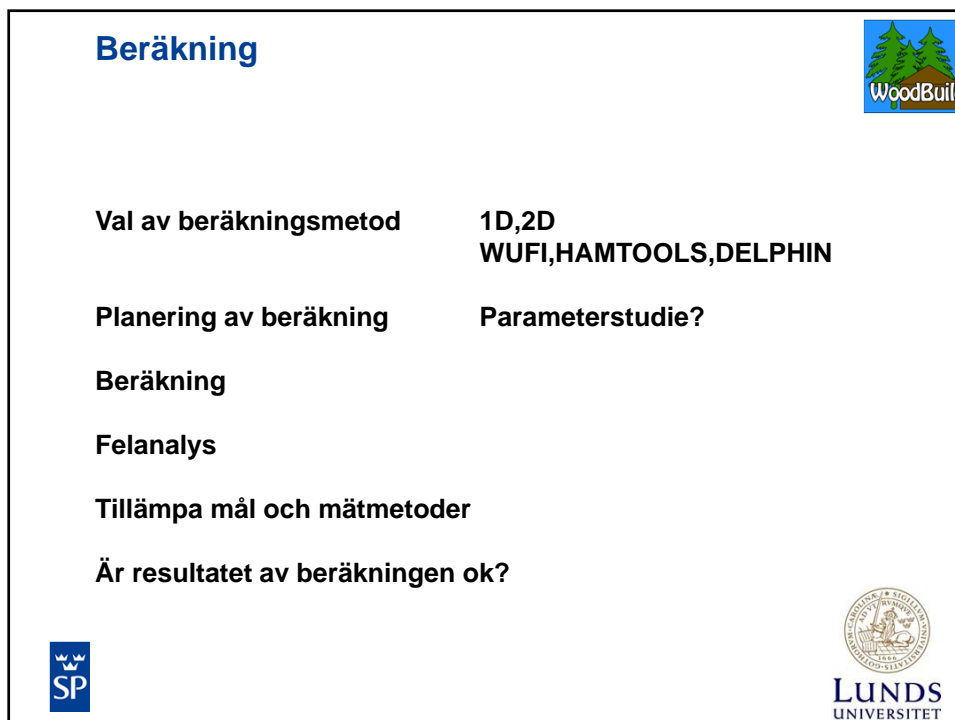 Beräkning
WoodBuil
Val av beräkningsmetod 1D,2D
WUFI,HAMTOOLS,DELPHIN
Planering av beräkning Parameterstudie?
Beräkning
Felanalys
Tillämpa mål och mätmetoder
Är resultatet av beräkningen ok?
SP
1666
LUNDS
UNIVERSITET